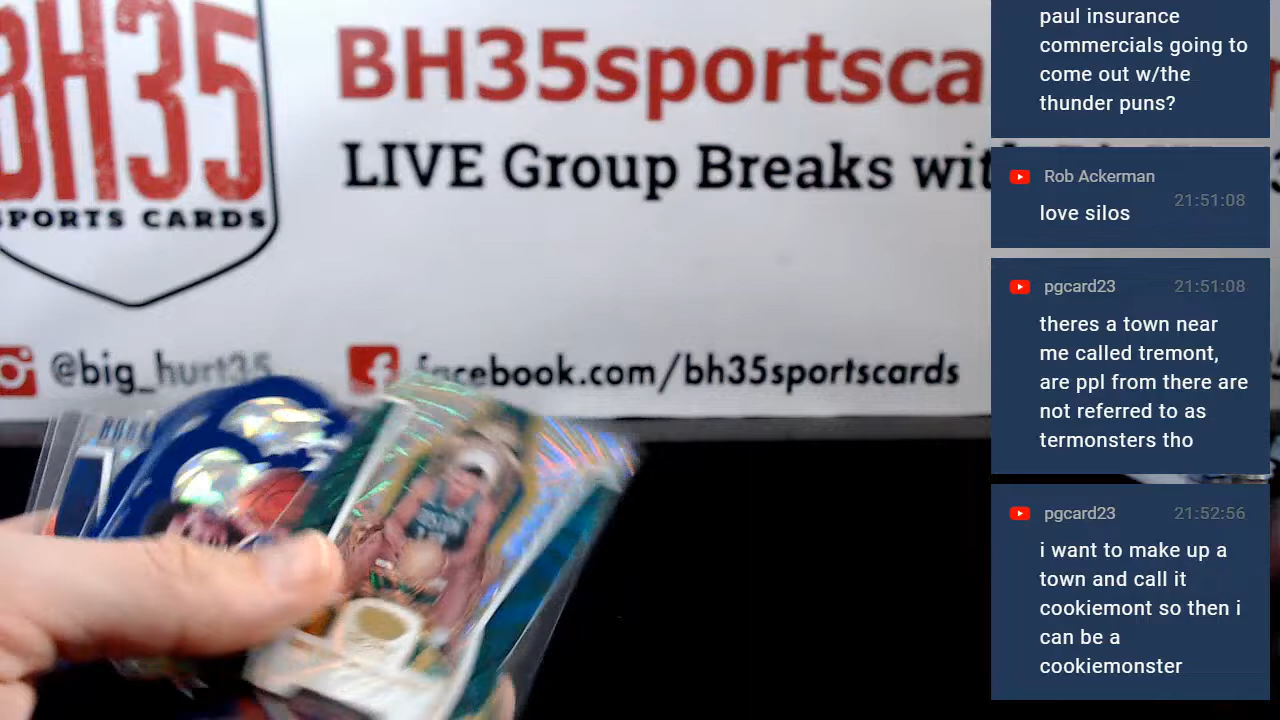 BH35
SPORTS CARDS
BH35sportsca
LIVE Group Breaks wit
@big_hurt35
facebook.com/bh35sportscards
paul insurance
commercials going to
come out w/the
thunder puns?
Rob Ackerman
21:51:08
love silos
pgcard23 21:51:08
theres a town near
me called tremont,
are ppl from there are
not referred to as
termonsters tho
pgcard23 21:52:56
i want to make up a
town and call it
cookiemont so then i
can be a
cookiemonster